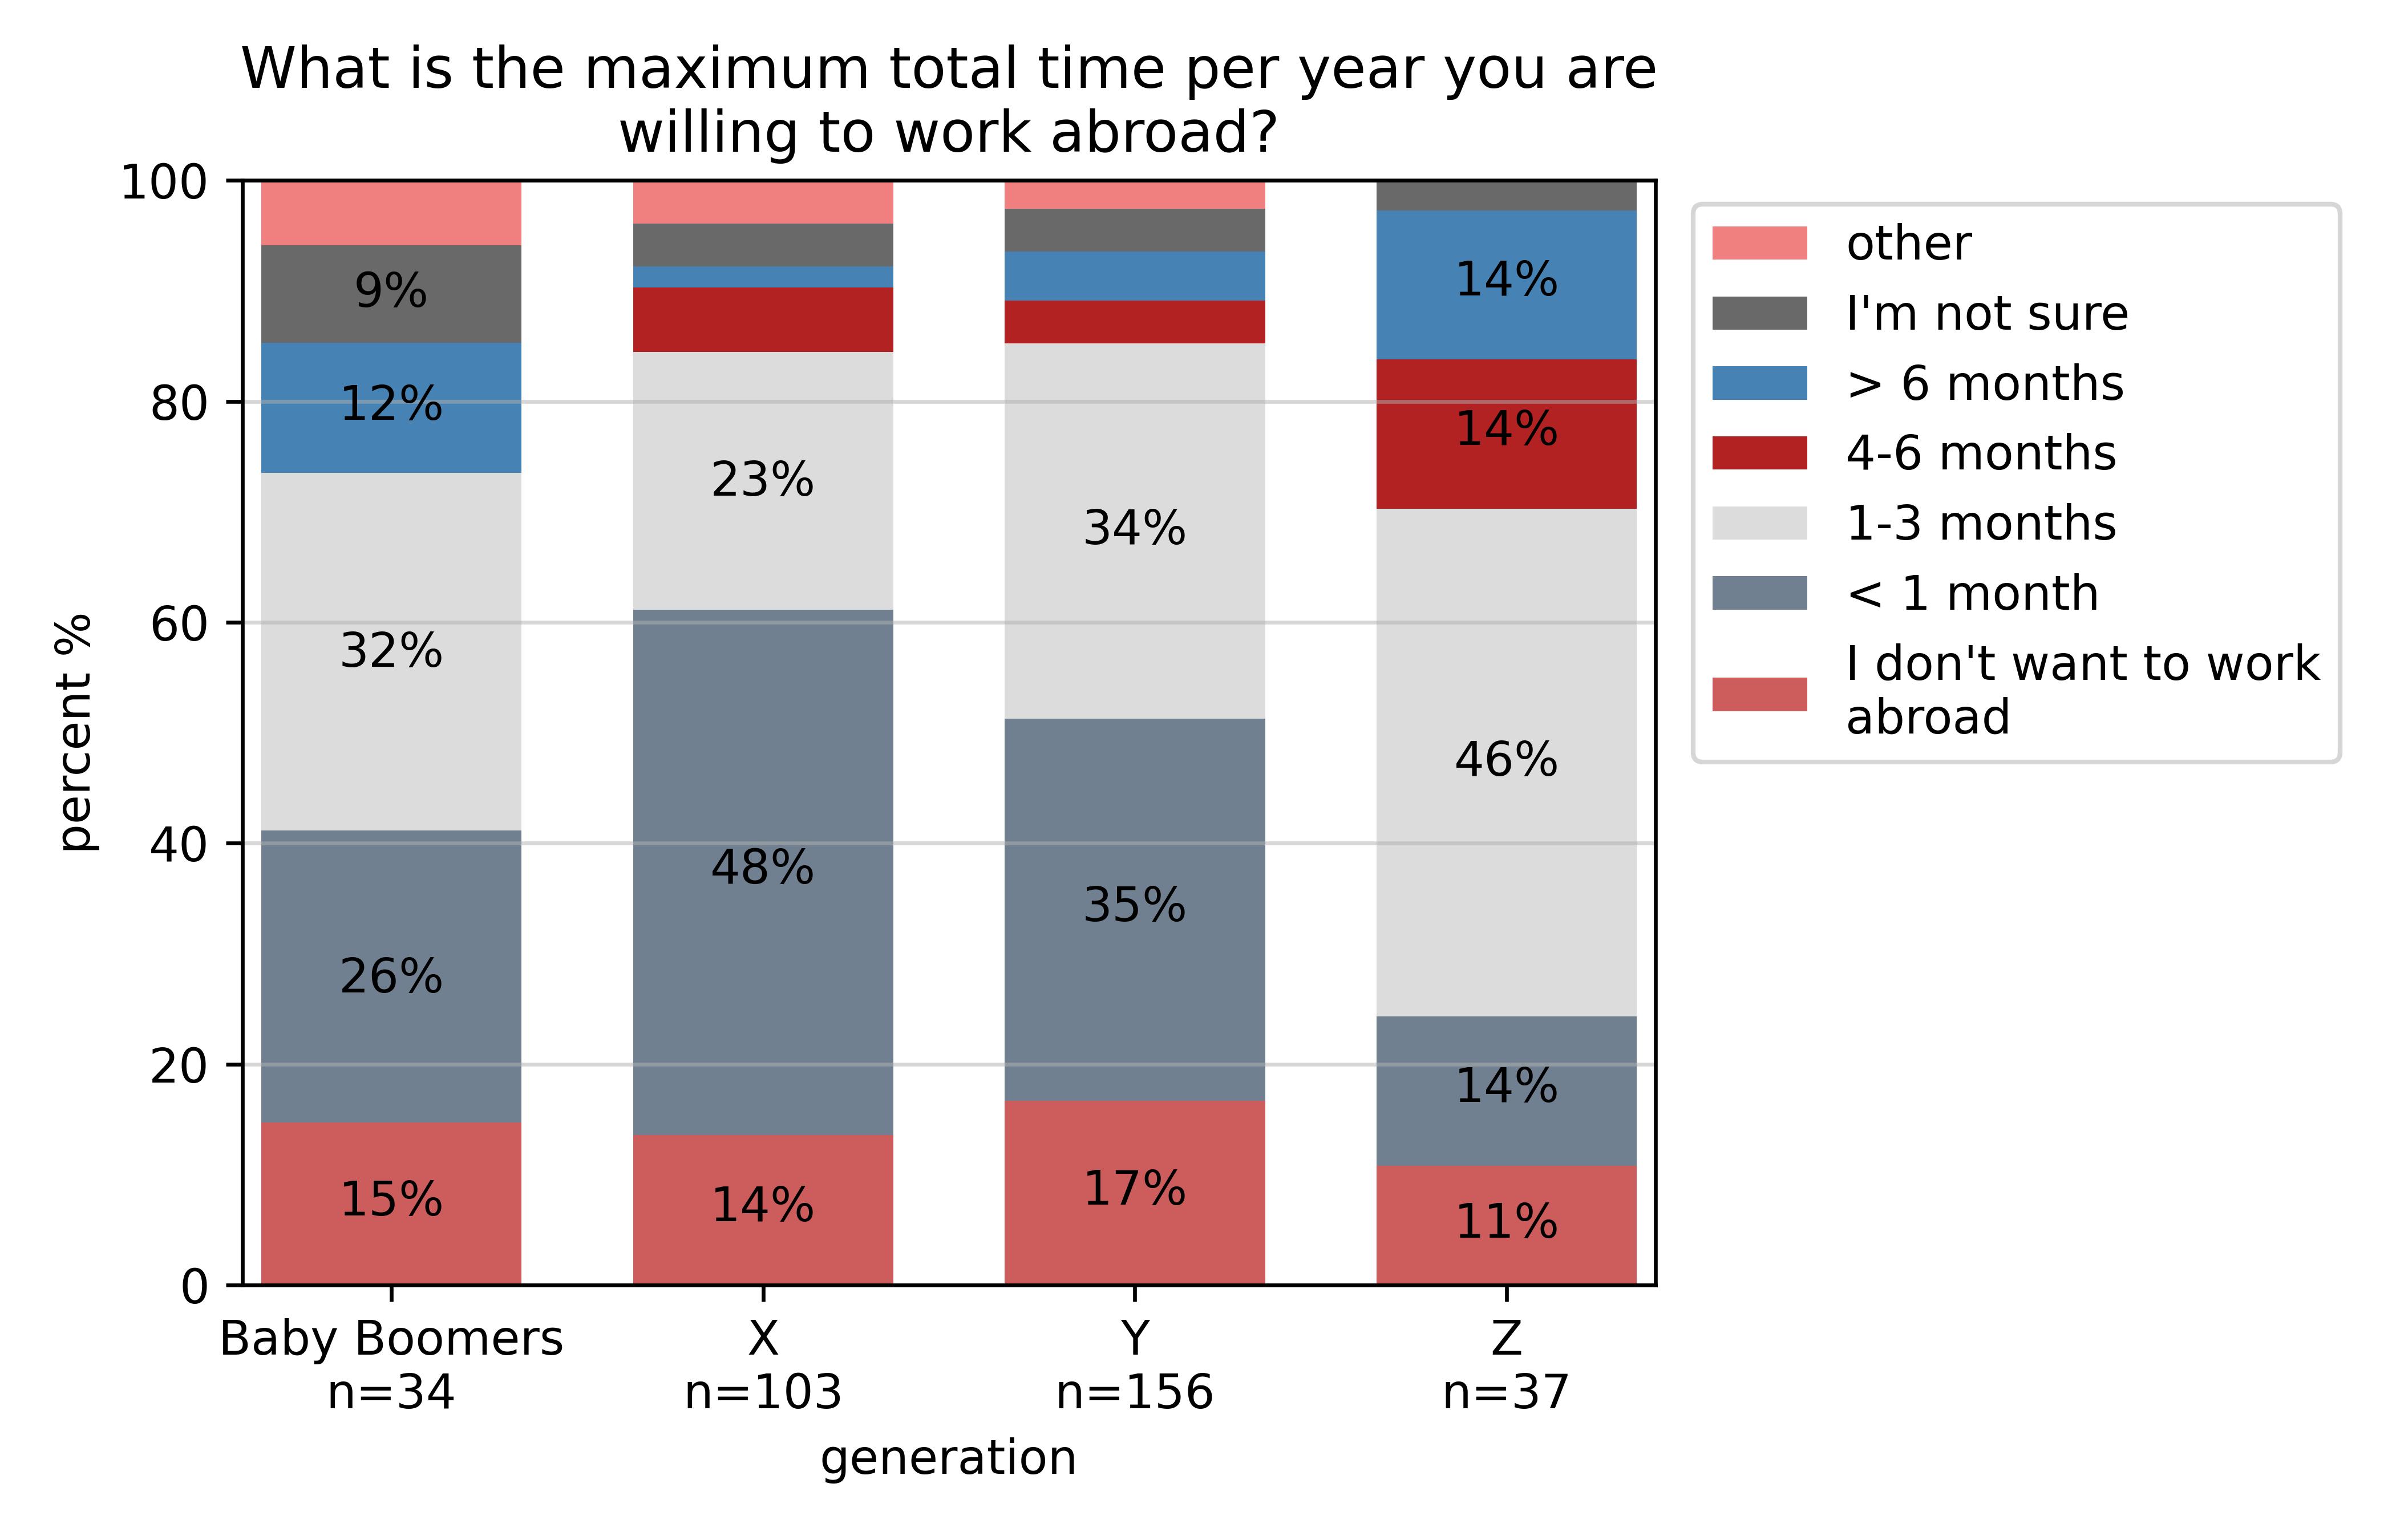 What is the maximum total time per year you are
willing to work abroad?
100
80
60
40
20
0
percent %
9%
12%
32%
26%
15%
23%
48%
14%
34%
35%
17%
14%
14%
46%
14%
11%
Baby Boomers
n=34
X
n=103
Y
n=156
Z
n=37
generation
other
I'm not sure
> 6 months
4-6 months
1-3 months
< 1 month
I don't want to work
abroad